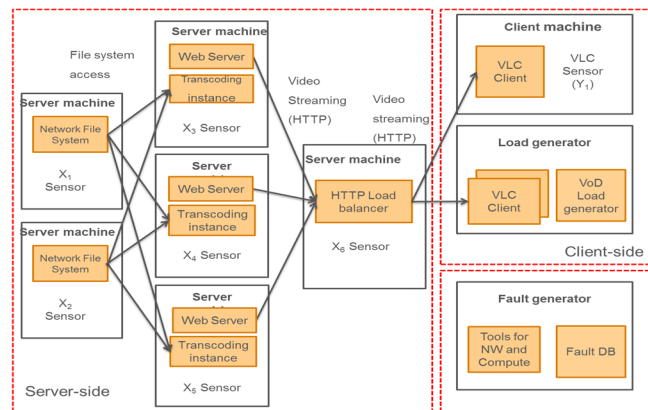 File system
access
Server machine
Network File
System
X1
Sensor
Server machine
Network File
System
X2
Sensor
Server-side
Server machine
Web Server
Transcoding
instance
X3 Sensor
Server
Web Server
Transcoding
instance
X4 Sensor
Server
Web Server
Transcoding
instance
X5 Sensor
Video
Streaming
(HTTP)
Video
streaming
(HTTP)
Server machine
HTTP Load
balancer
X6 Sensor
Client machine
VLC
Client
VLC
Sensor
(Y1)
Load generator
VLC
Client
VoD
Load
generator
Client-side
Fault generator
Tools for
NW and
Compute
Fault DB